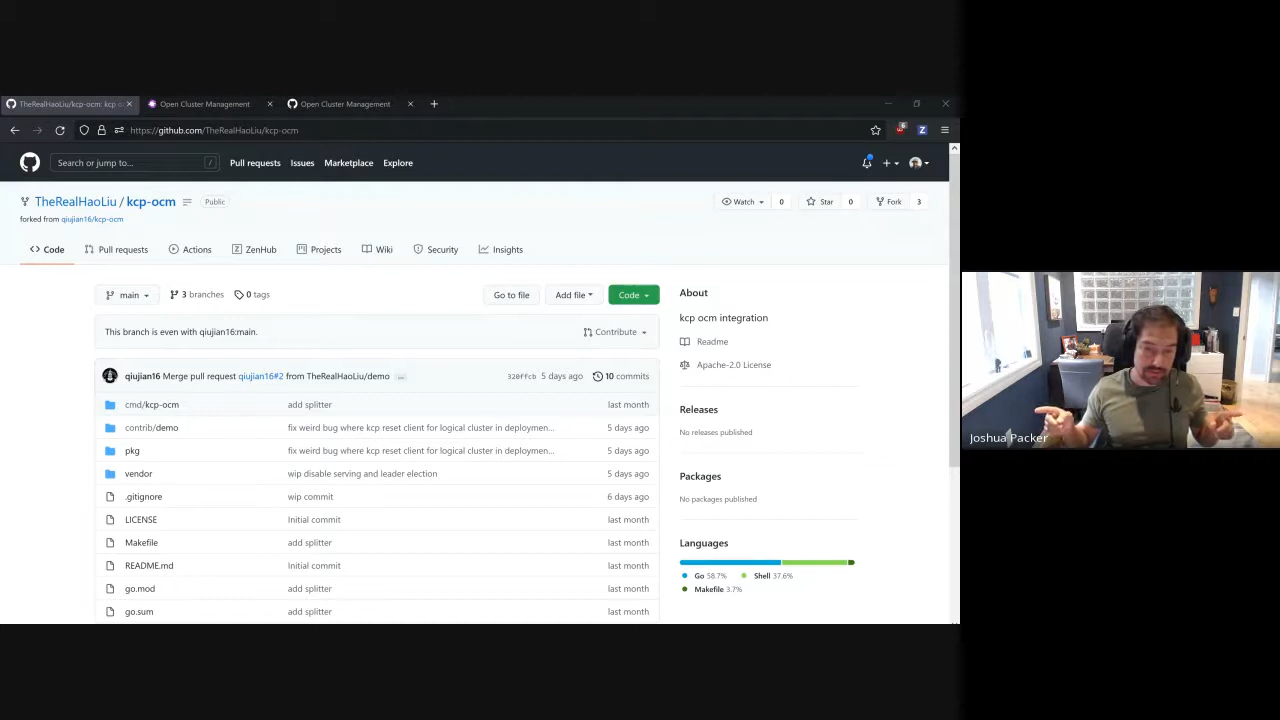 TheRealHaoLiu/kcp-ocm: kcp o
Open Cluster Management
Open Cluster Management
https://github.com/TheRealHaoLiu/kcp-ocm
6
Z
Search or jump to... /
Pull requests Issues Marketplace Explore
TheRealHaoLiu / kcp-ocm Public
Watch 0 Star 0 Fork 3
forked from qiujian16/kcp-ocm
Code Pull requests Actions ZenHub Projects Wiki Security Insights
main 3 branches 0 tags Go to file Add file Code
This branch is even with qiujian16:main. Contribute
qiujian16 Merge pull request qiujian16#2 from TheRealHaoLiu/demo ... 320ffcb 5 days ago 10 commits
cmd/kcp-ocm add splitter last month
contrib/demo fix weird bug where kcp reset client for logical cluster in deploymen... 5 days ago
pkg fix weird bug where kcp reset client for logical cluster in deploymen... 5 days ago
vendor wip disable serving and leader election 5 days ago
.gitignore wip commit 6 days ago
LICENSE Initial commit last month
Makefile add splitter last month
README.md Initial commit last month
go.mod add splitter last month
go.sum add splitter last month
About
kcp ocm integration
Readme
Apache-2.0 License
Releases
No releases published
Packages
No packages published
Languages
Go 58.7% Shell 37.6%
Makefile 3.7%
Joshua Packer